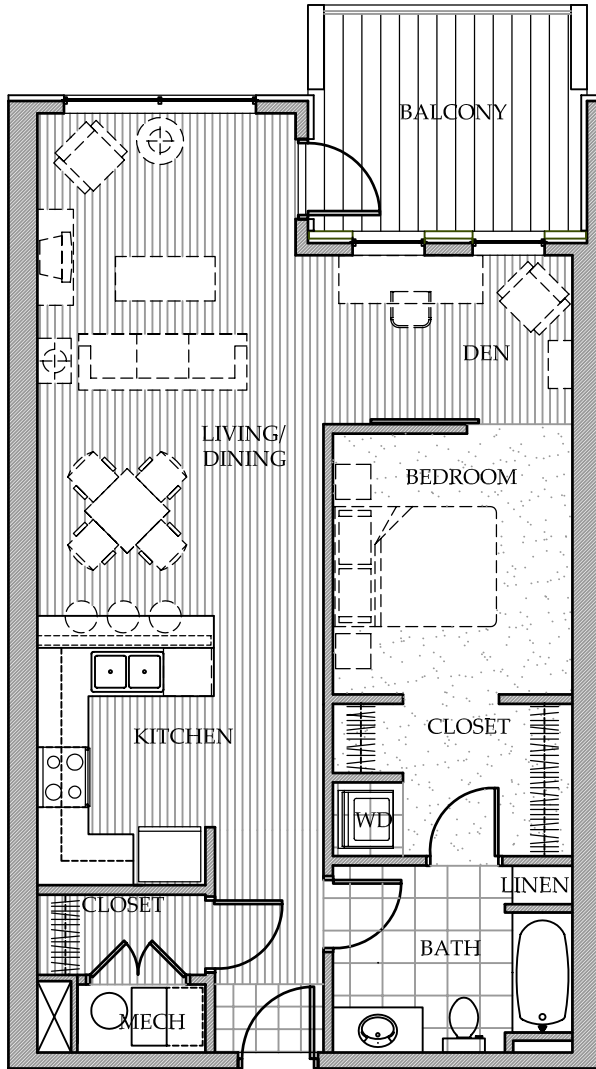 BALCONY
DEN
LIVING/
DINING
BEDROOM
KITCHEN
CLOSET
WD
LINEN
CLOSET
BATH
MECH